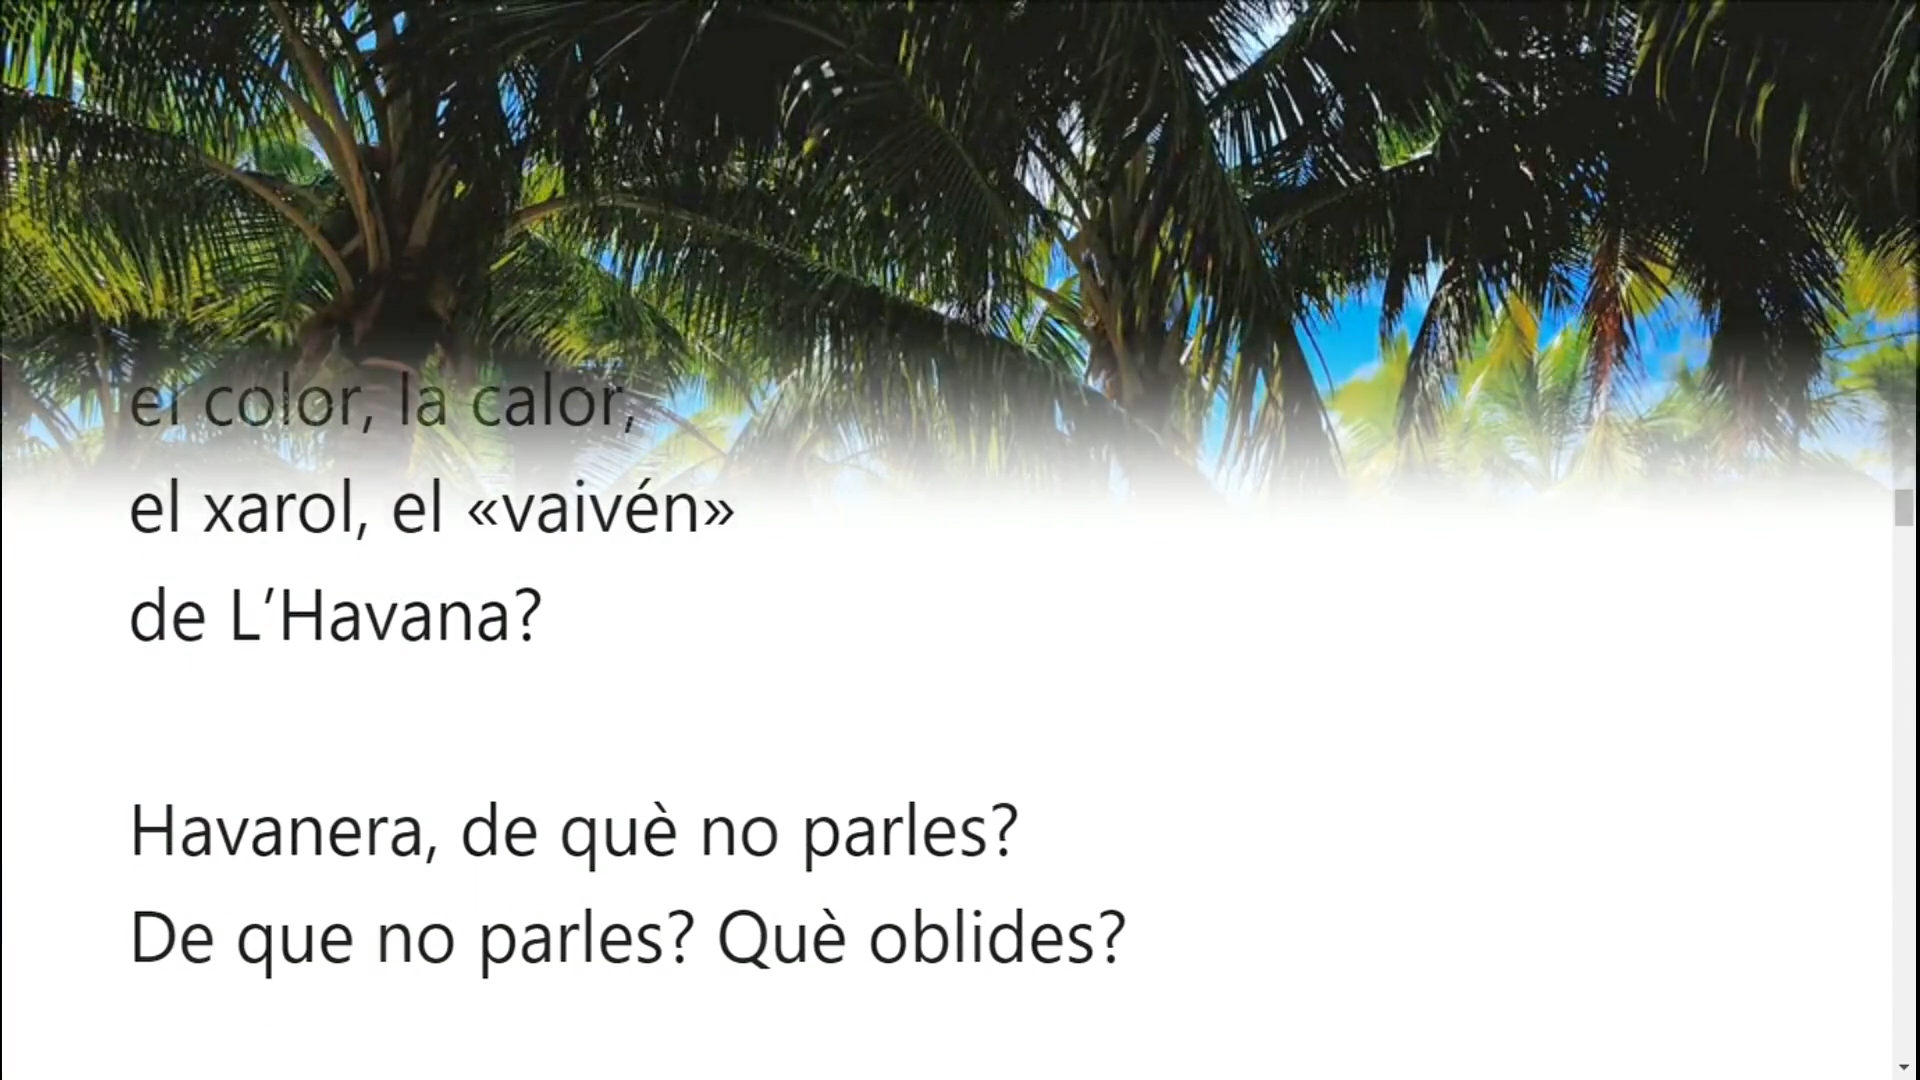 el color, la calor,
el xarol, el «vaivén»
de L’Havana?
Havanera, de què no parles?
De que no parles? Què oblides?